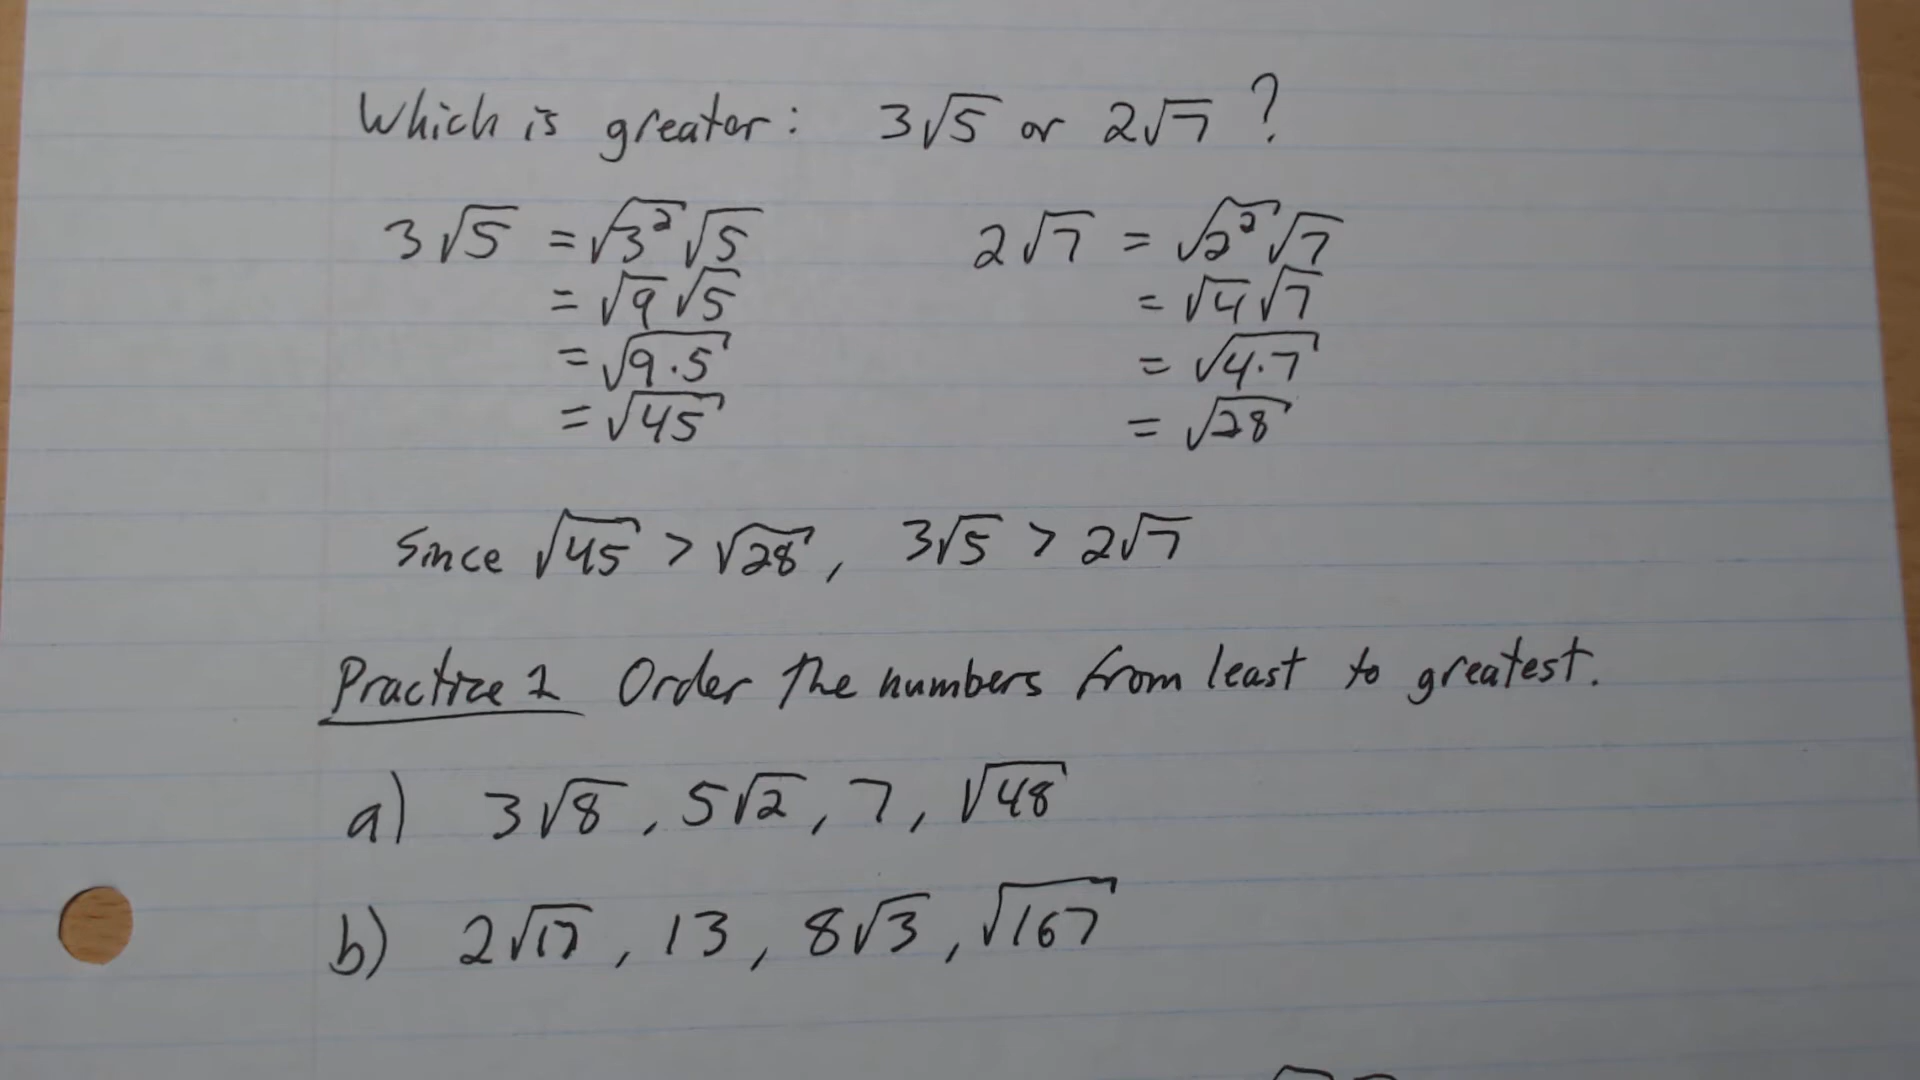 Which is greater: 3√5 or 2√7 ?
3√5 = √3² √5
= √9 √5
= √9·5
= √45
2√7 = √2² √7
= √4 √7
= √4·7
= √28
Since √45 > √28, 3√5 > 2√7
Practice 1 Order the numbers from least to greatest.
a) 3√8, 5√2, 7, √48
b) 2√17, 13, 8√3, √167